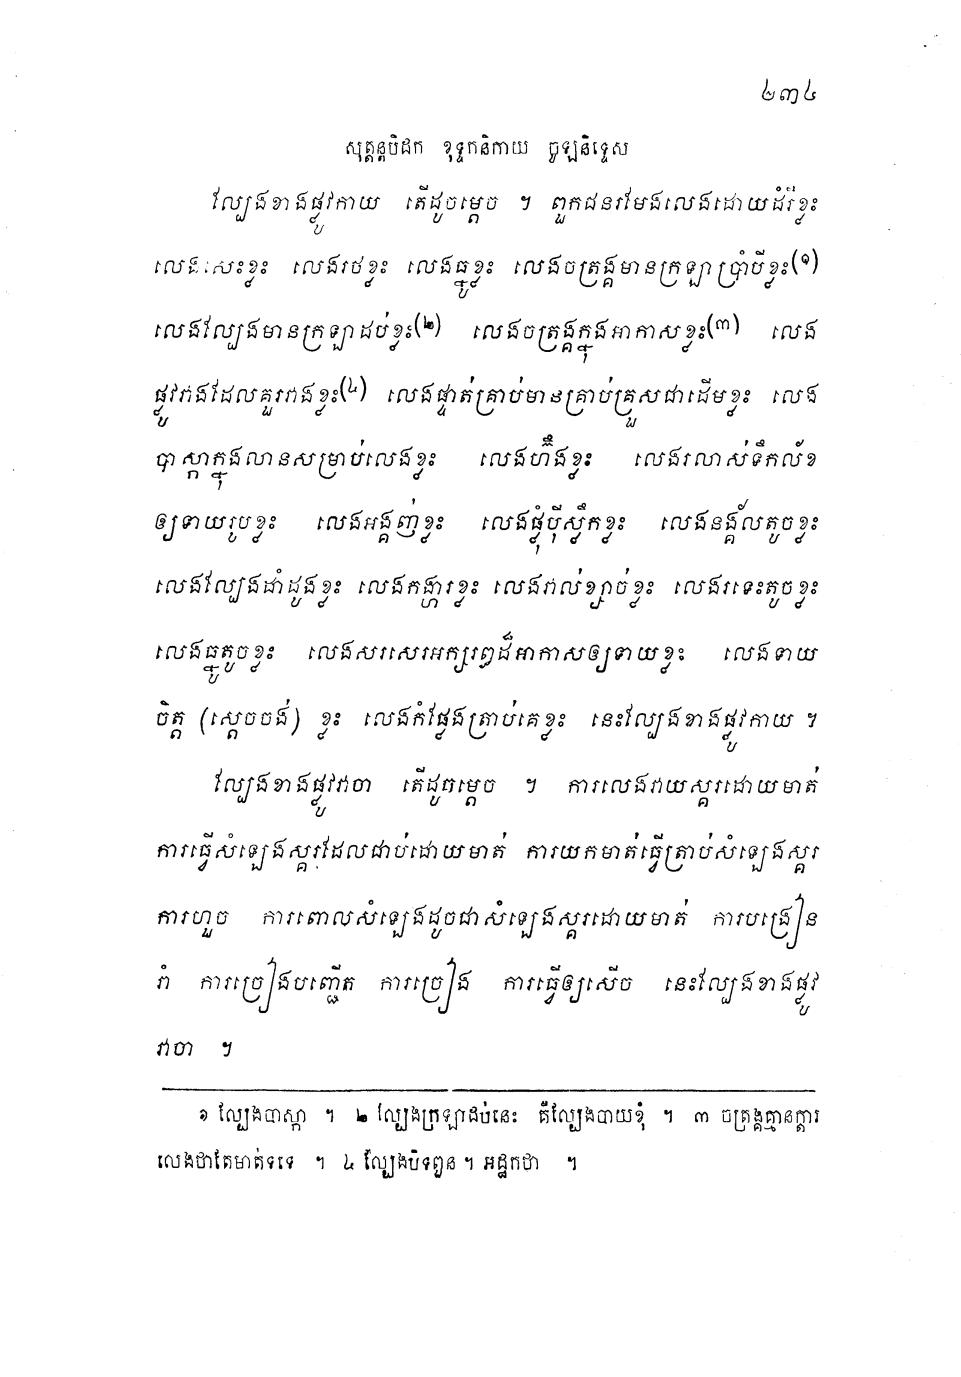 ២៣៤
សុត្តន្តបិដក ខុទ្ទកនិកាយ ចូឡនិទ្ទេស
ល្បែងខាងផ្លូវកាយ តើដូចម្តេច ។ ពួកជនរមែងលេងដោយដំរីខ្លះ
លេងសេះខ្លះ លេងរថខ្លះ លេងធ្នូខ្លះ លេងចត្រង្គមានក្រឡាប្រាំបីខ្លះ(១)
លេងល្បែងមានក្រឡាដប់ខ្លះ(២) លេងចត្រង្គក្នុងអាកាសខ្លះ(៣) លេង
ផ្លូវវាងដែលគួរវាងខ្លះ(៤) លេងផ្ទាត់គ្រាប់មានគ្រាប់គ្រួសជាដើមខ្លះ លេង
បាស្កាក្នុងលានសម្រាប់លេងខ្លះ លេងហ៊ឹងខ្លះ លេងរលាស់ទឹកល័ខ
ឲ្យទាយរូបខ្លះ លេងអង្គញ់ខ្លះ លេងផ្លុំប៉ីស្លឹកខ្លះ លេងនង្គ័លតូចខ្លះ
លេងល្បែងដាំដូងខ្លះ លេងកង្ហារខ្លះ លេងវាល់ខ្សាច់ខ្លះ លេងរទេះតូចខ្លះ
លេងធ្នូតូចខ្លះ លេងសរសេរអក្សរឰដ៏អាកាសឲ្យទាយខ្លះ លេងទាយ
ចិត្ត (ស្តេចចង់) ខ្លះ លេងកំផ្លែងត្រាប់គេខ្លះ នេះល្បែងខាងផ្លូវកាយ ។
ល្បែងខាងផ្លូវវាចា តើដូចម្តេច ។ ការលេងវាយស្គរដោយមាត់
ការធ្វើសំឡេងស្គរដែលជាប់ដោយមាត់ ការយកមាត់ធ្វើត្រាប់សំឡេងស្គរ
ការហួច ការពោលសំឡេងដូចជាសំឡេងស្គរដោយមាត់ ការបង្រៀន
រាំ ការច្រៀងបញ្ឆើត ការច្រៀង ការធ្វើឲ្យសើច នេះល្បែងខាងផ្លូវ
វាចា ។
១ ល្បែងបាស្កា ។ ២ ល្បែងក្រឡាដប់នេះ គឺល្បែងបាយខុំ ។ ៣ ចត្រង្គគ្មានក្តារ
លេងជាតែមាត់ទទេ ។ ៤ ល្បែងបិទពួន ។ អដ្ឋកថា ។